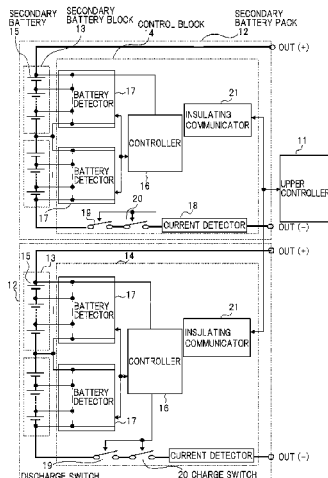 SECONDARY BATTERY
15
SECONDARY BATTERY BLOCK
13
CONTROL BLOCK
14
SECONDARY BATTERY PACK
12
OUT (+)
BATTERY DETECTOR
17
INSULATING COMMUNICATOR
21
CONTROLLER
16
BATTERY DETECTOR
17
11
UPPER CONTROLLER
20
19
18
CURRENT DETECTOR
OUT (-)
OUT (+)
15
13
14
12
BATTERY DETECTOR
17
INSULATING COMMUNICATOR
21
CONTROLLER
16
BATTERY DETECTOR
17
CURRENT DETECTOR
OUT (-)
19
DISCHARGE SWITCH
20 CHARGE SWITCH